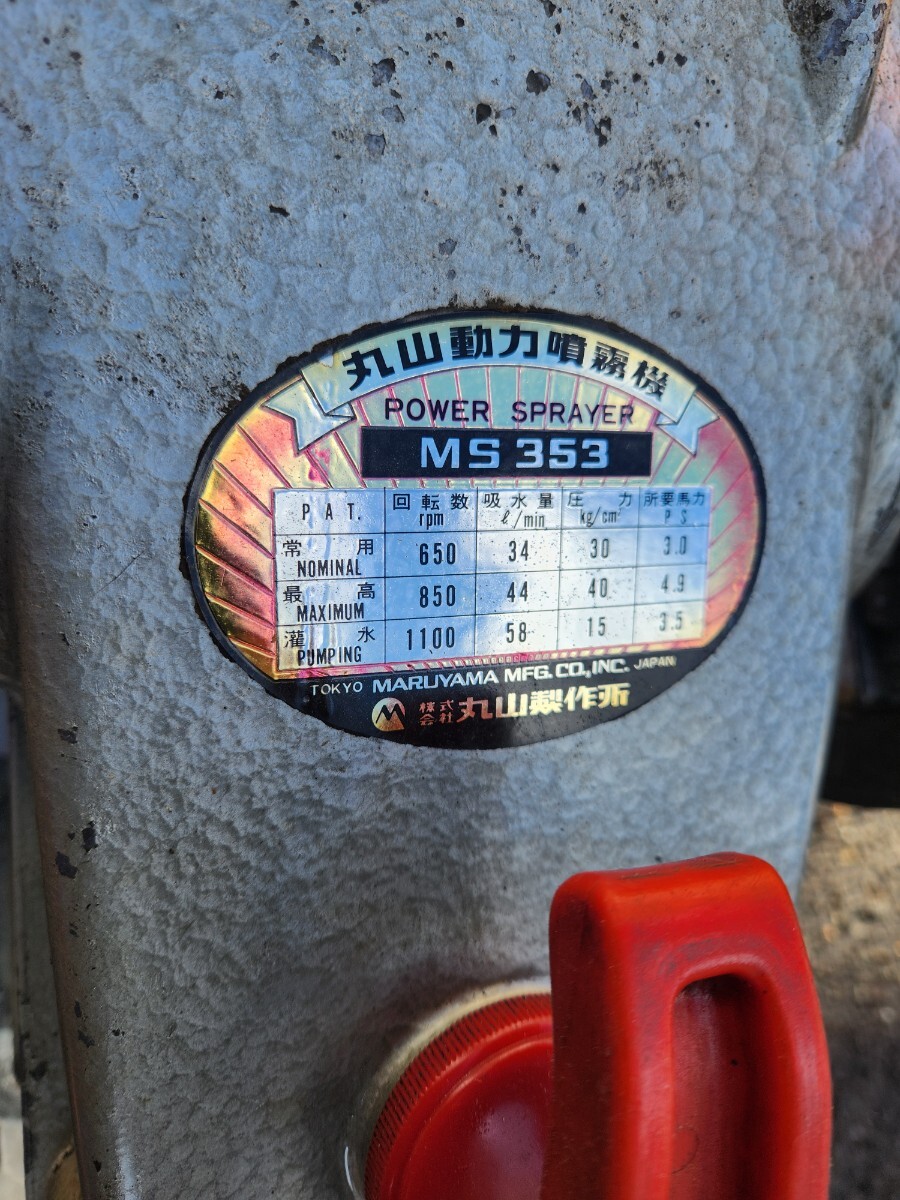 丸山動力噴霧機
POWER SPRAYER
MS 353
P A T. 回転数 吸水量 圧力 所要馬力
rpm ℓ/min kg/cm² PS
常用 650 34 30 3.0
NOMINAL
最高 850 44 40 4.9
MAXIMUM
灌水 1100 58 15 3.5
PUMPING
TOKYO MARUYAMA MFG. CO., INC. JAPAN
株式会社 丸山製作所